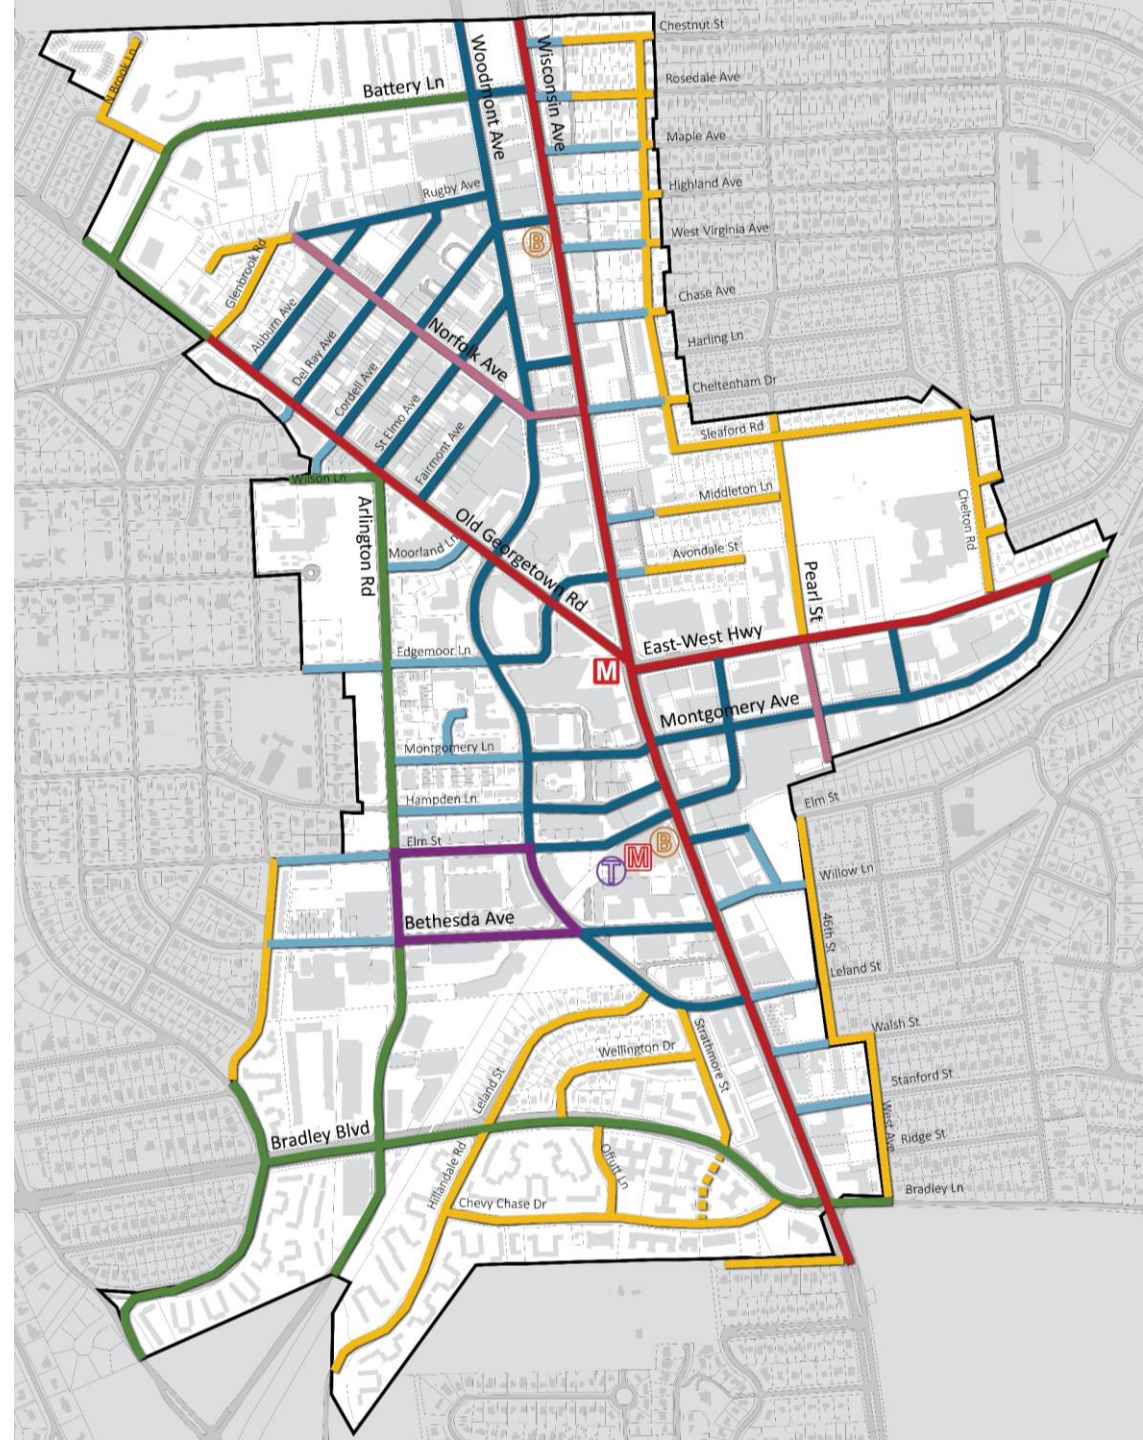 Chestnut St
Woodmont Ave
Wisconsin Ave
N Brook Ln
Rosedale Ave
Battery Ln
Maple Ave
Rugby Ave
Highland Ave
West Virginia Ave
B
Glenbrook Rd
Chase Ave
Auburn Ave
Harling Ln
Norfolk Ave
Del Ray Ave
Cordell Ave
Cheltenham Dr
St Elmo Ave
Sleaford Rd
Fairmont Ave
Wilson Ln
Middleton Ln
Chelton Rd
Arlington Rd
Old Georgetown Rd
Moorland Ln
Avondale St
Pearl St
East-West Hwy
Edgemoor Ln
M
Montgomery Ave
Montgomery Ln
Hampden Ln
Elm St
Elm St
B
M
T
Willow Ln
Bethesda Ave
46th St
Leland St
Walsh St
Strathmore St
Wellington Dr
Leland St
Stanford St
West Ave
Bradley Blvd
Ridge St
Offutt Ln
Hillandale Rd
Chevy Chase Dr
Bradley Ln